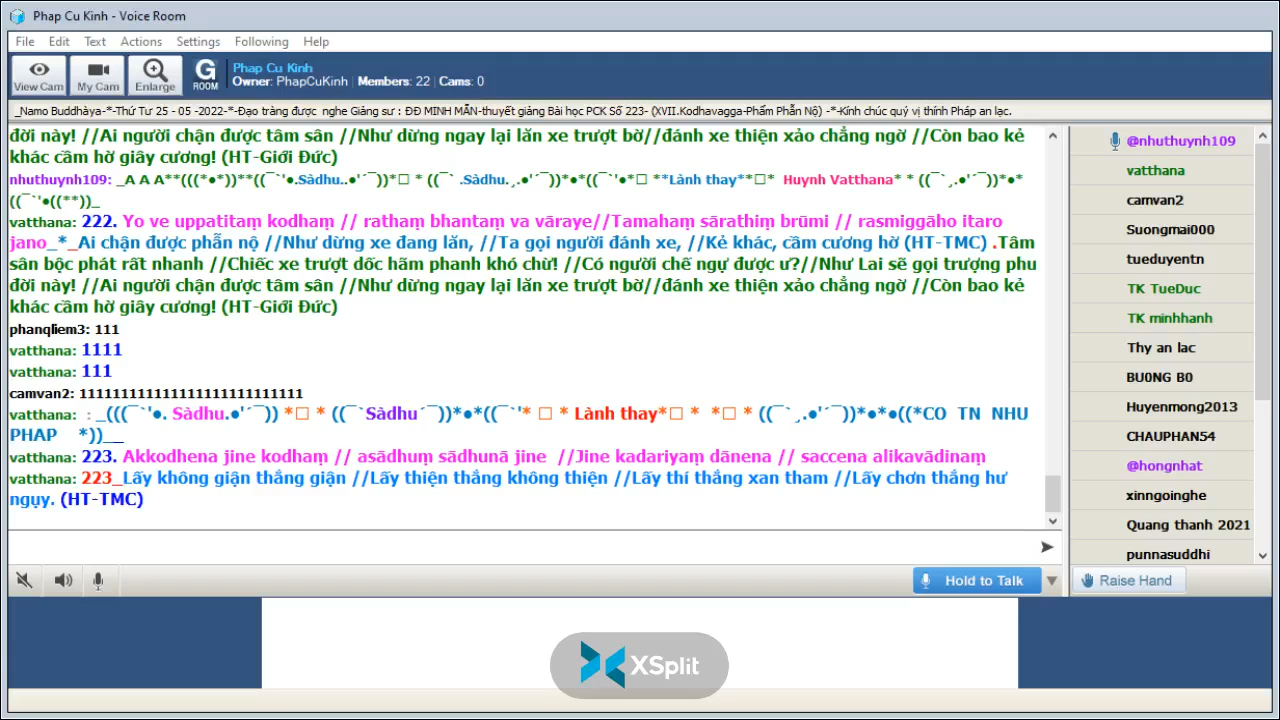 Phap Cu Kinh - Voice Room
File Edit Text Actions Settings Following Help
View Cam My Cam Enlarge G ROOM
Phap Cu Kinh
Owner: PhapCuKinh | Members: 22 | Cams: 0
_Namo Buddhàya-*-Thứ Tư 25 - 05 -2022-*-Đạo tràng được nghe Giảng sư : ĐĐ MINH MẪN-thuyết giảng Bài học PCK Số 223- (XVII.Kodhavagga-Phẩm Phẫn Nộ) -*-Kính chúc quý vị thính Pháp an lạc.
đời này! //Ai người chận được tâm sân //Như dừng ngay lại lăn xe trượt bờ//đánh xe thiện xảo chẳng ngờ //Còn bao kẻ
khác cầm hờ giây cương! (HT-Giới Đức)
nhuthuynh109: _A A A**(((*●*))**((¯`'●.Sàdhu..●'´¯))*□ * ((¯` .Sàdhu.¸.●'´¯))*●*((¯`'●*□ **Lành thay**□* Huynh Vatthana* * ((¯`¸.●'´¯))*●*
((¯`'●((**))_
vatthana: 222. Yo ve uppatitaṃ kodhaṃ // rathaṃ bhantaṃ va vāraye//Tamahaṃ sārathiṃ brūmi // rasmiggāho itaro
jano_*_Ai chận được phẫn nộ //Như dừng xe đang lăn, //Ta gọi người đánh xe, //Kẻ khác, cầm cương hờ (HT-TMC) .Tâm
sân bộc phát rất nhanh //Chiếc xe trượt dốc hãm phanh khó chừ! //Có người chế ngự được ư?//Như Lai sẽ gọi trượng phu
đời này! //Ai người chận được tâm sân //Như dừng ngay lại lăn xe trượt bờ//đánh xe thiện xảo chẳng ngờ //Còn bao kẻ
khác cầm hờ giây cương! (HT-Giới Đức)
phanqliem3: 111
vatthana: 1111
vatthana: 111
camvan2: 1111111111111111111111111111
vatthana: : _(((¯`'●. Sàdhu.●'´¯)) *□ * ((¯`Sàdhu´¯))*●*((¯`'* □ * Lành thay*□ * *□ * ((¯`¸.●'´¯))*●*●((*CO TN NHU
PHAP *))__
vatthana: 223. Akkodhena jine kodhaṃ // asādhuṃ sādhunā jine //Jine kadariyaṃ dānena // saccena alikavādinaṃ
vatthana: 223_Lấy không giận thắng giận //Lấy thiện thắng không thiện //Lấy thí thắng xan tham //Lấy chơn thắng hư
ngụy. (HT-TMC)
Hold to Talk
@nhuthuynh109
vatthana
camvan2
Suongmai000
tueduyentn
TK TueDuc
TK minhhanh
Thy an lac
BU0NG B0
Huyenmong2013
CHAUPHAN54
@hongnhat
xinngoinghe
Quang thanh 2021
punnasuddhi
Raise Hand
XSplit